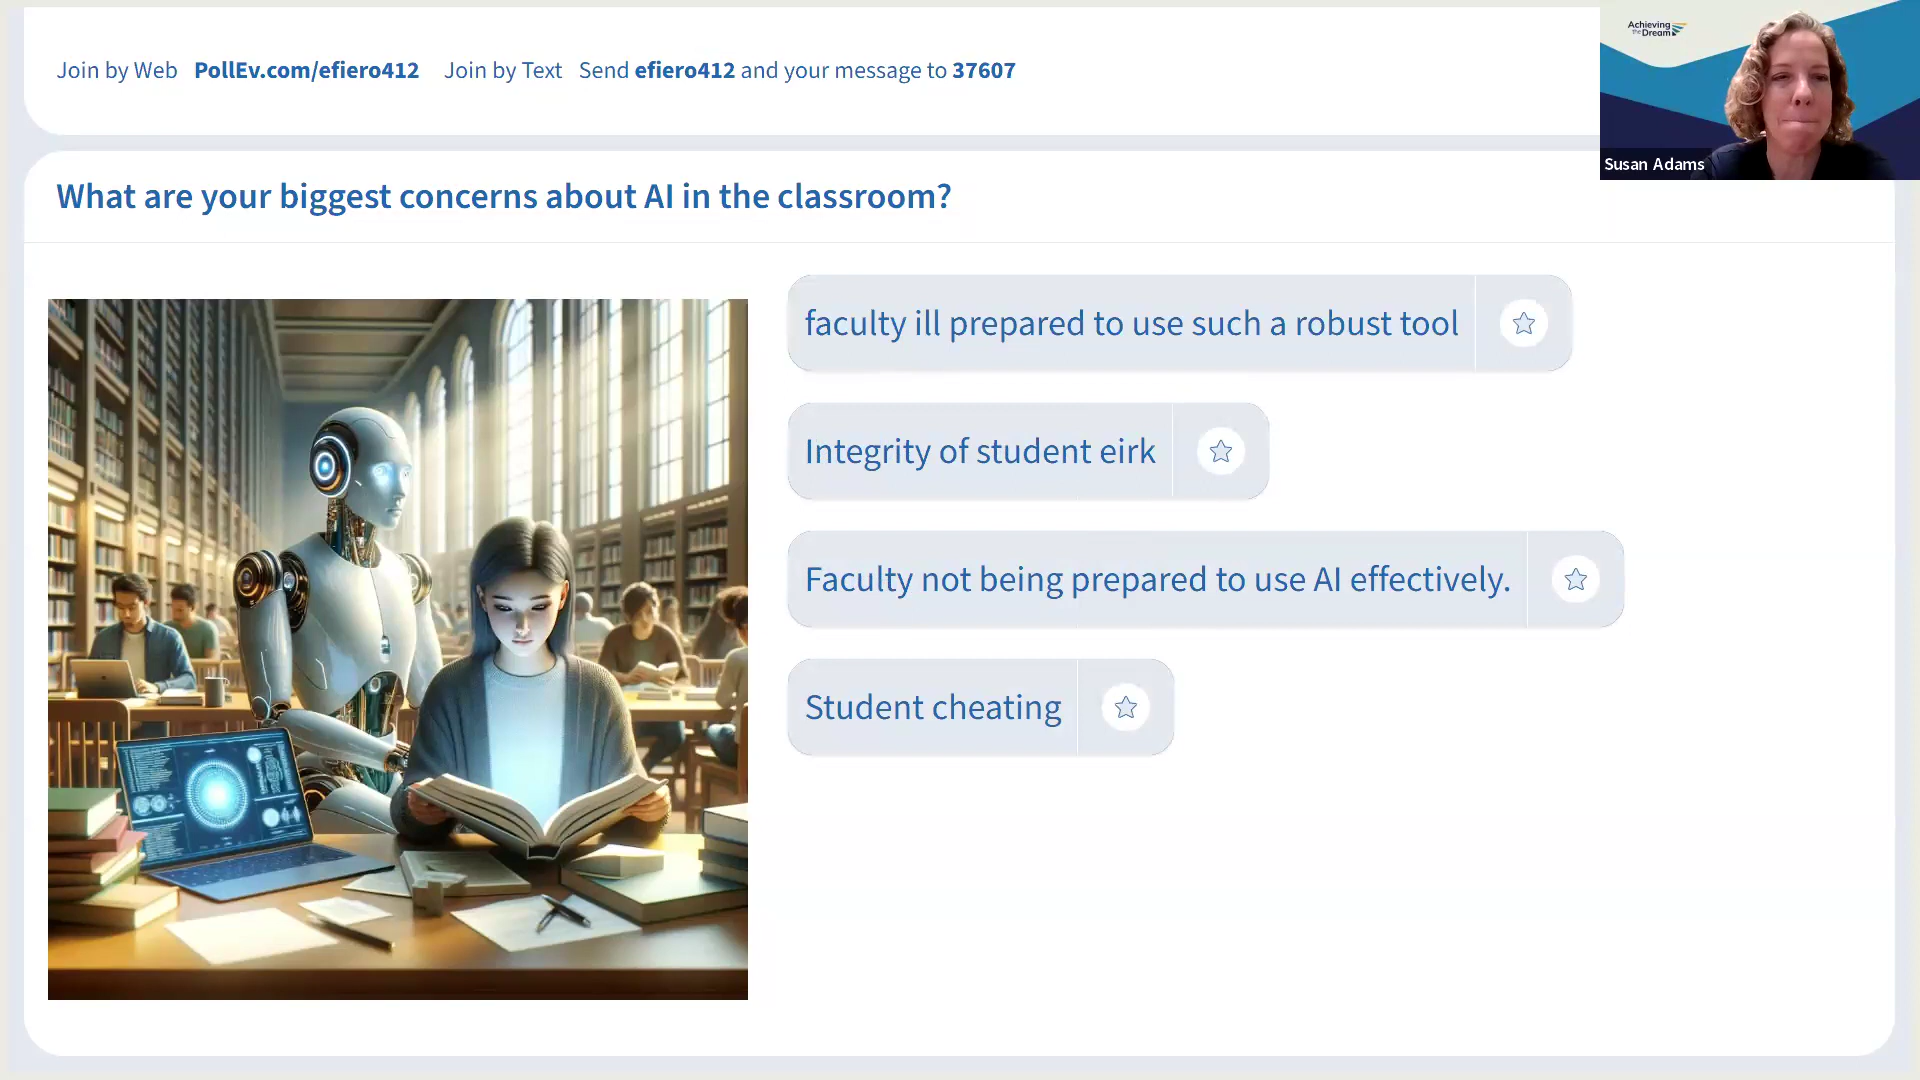 Join by Web PollEv.com/efiero412 Join by Text Send efiero412 and your message to 37607
Achieving
the Dream
Susan Adams
What are your biggest concerns about AI in the classroom?
faculty ill prepared to use such a robust tool
Integrity of student eirk
Faculty not being prepared to use AI effectively.
Student cheating